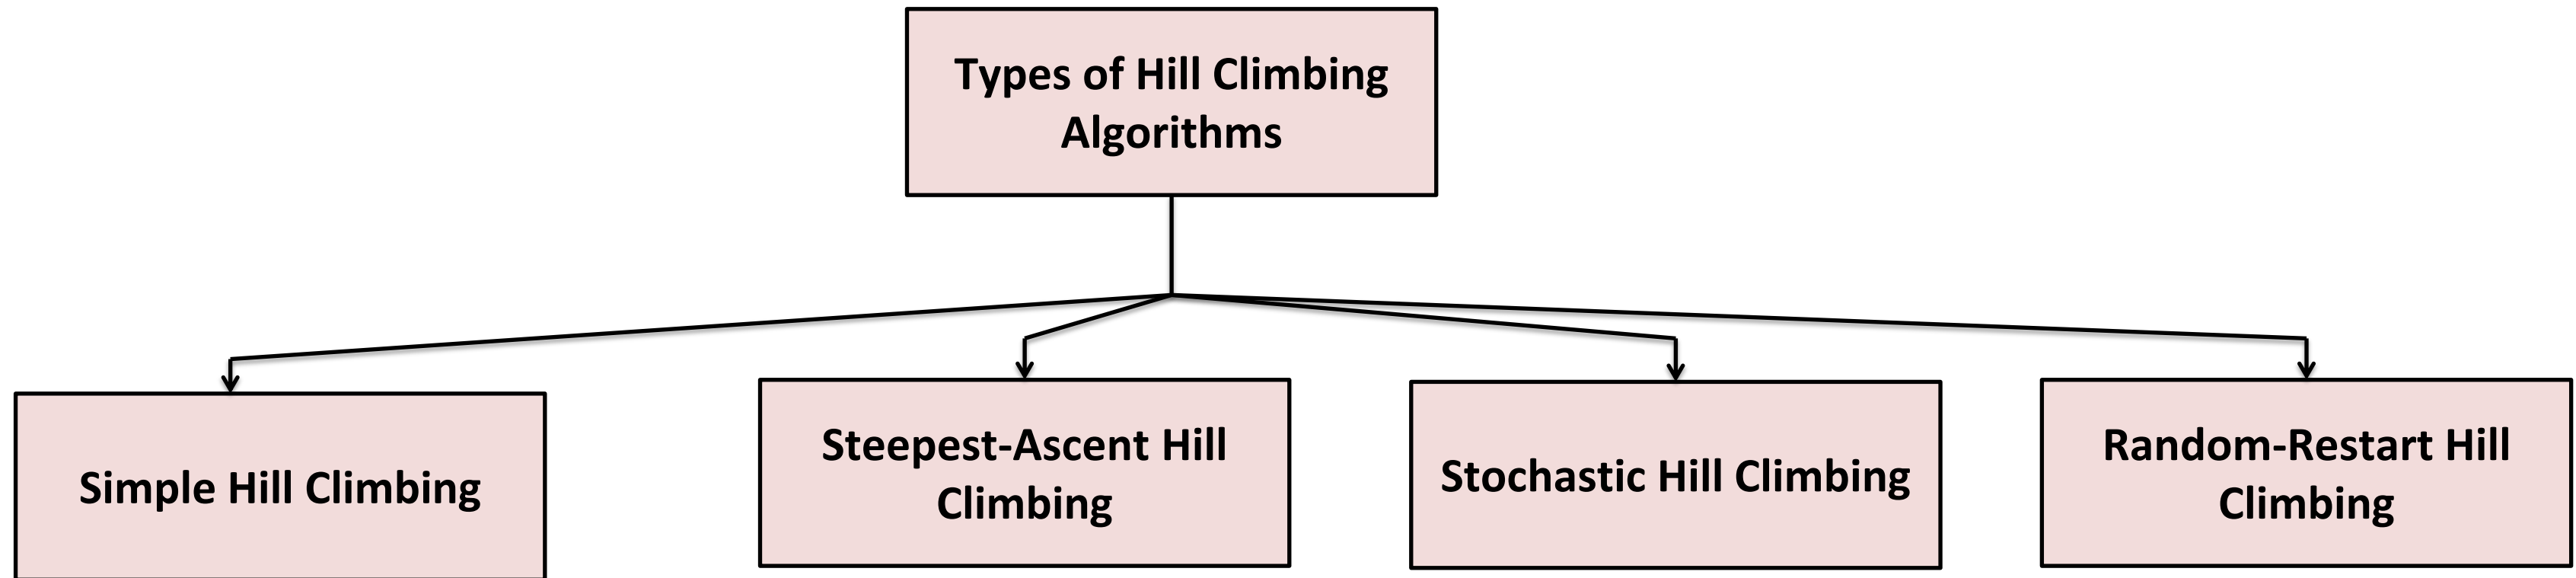 Types of Hill Climbing
Algorithms
Simple Hill Climbing
Steepest-Ascent Hill
Climbing
Stochastic Hill Climbing
Random-Restart Hill
Climbing